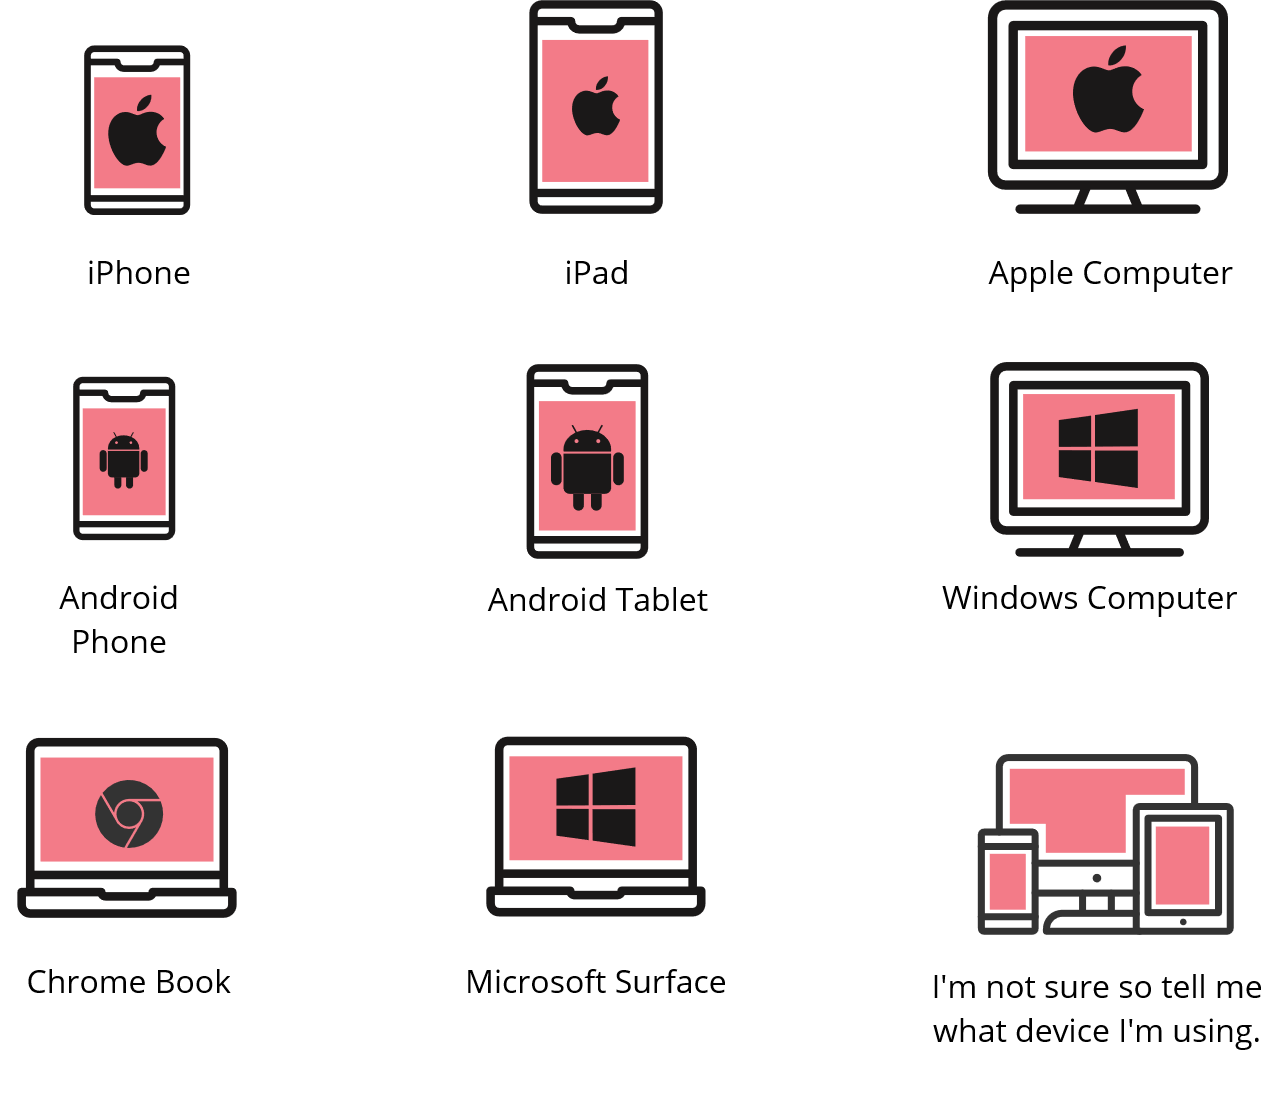 iPhone
iPad
Apple Computer
Android
Phone
Android Tablet
Windows Computer
Chrome Book
Microsoft Surface
I'm not sure so tell me
what device I'm using.